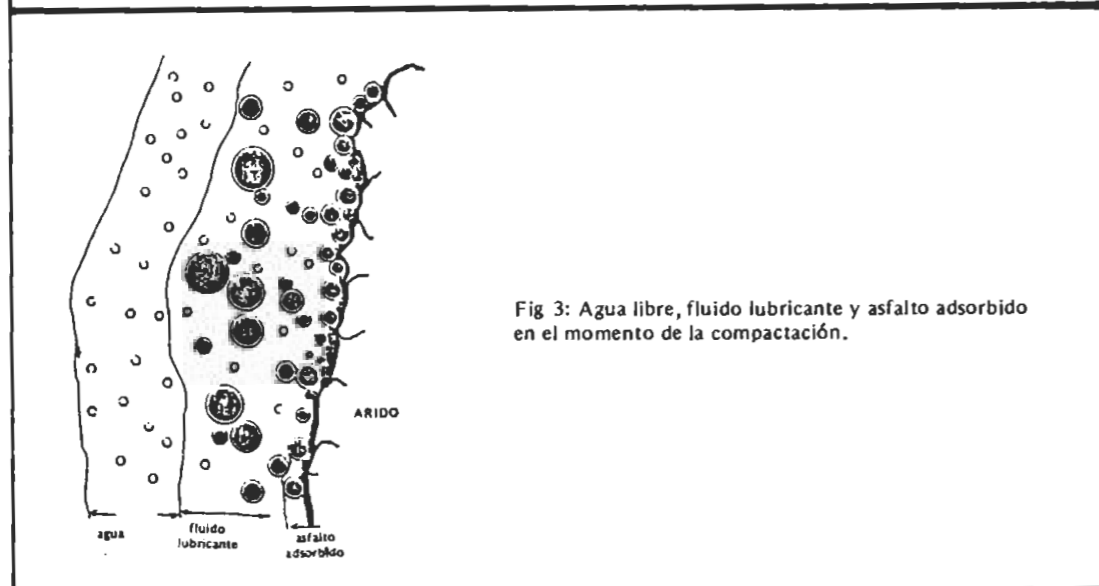 Fig 3: Agua libre, fluido lubricante y asfalto adsorbido
en el momento de la compactación.
ARIDO
agua
fluido
lubricante
asfalto
adsorbido